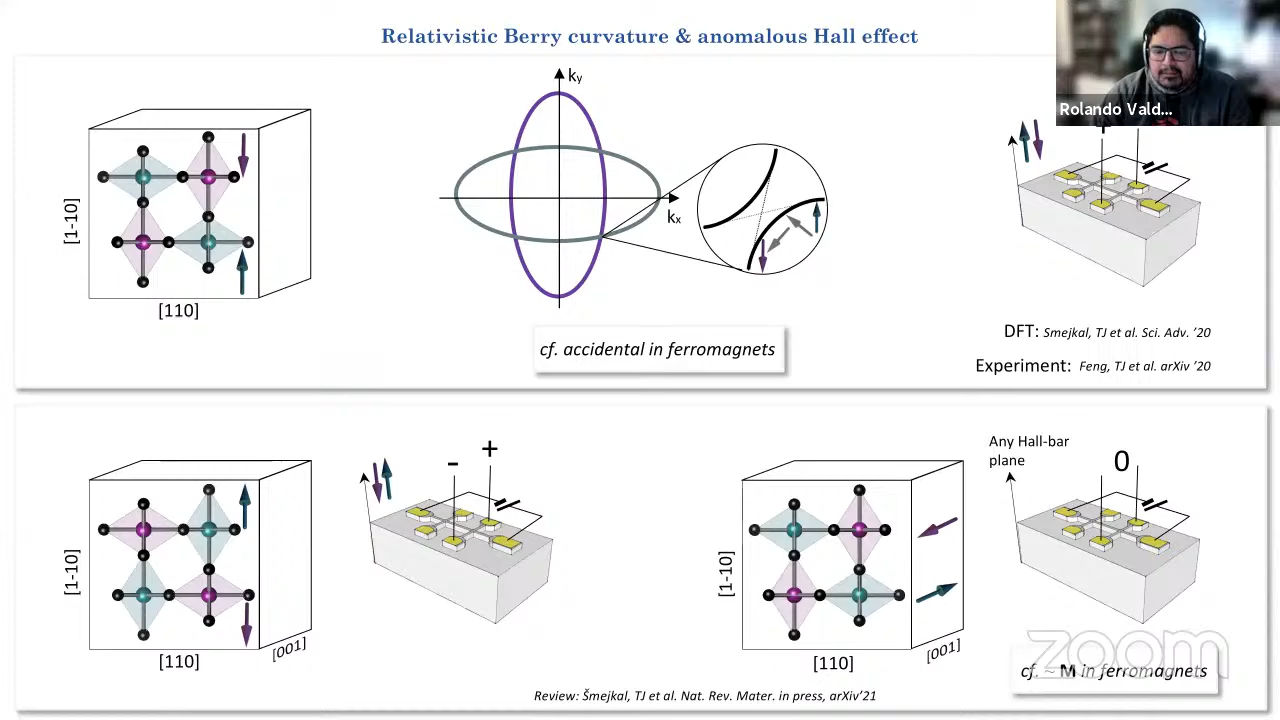 Relativistic Berry curvature & anomalous Hall effect
Rolando Vald...
ky
kx
[1-10]
[110]
cf. accidental in ferromagnets
DFT: Smejkal, TJ et al. Sci. Adv. '20
Experiment: Feng, TJ et al. arXiv '20
[1-10]
[110]
[001]
- +
[1-10]
[110]
[001]
Any Hall-bar
plane
0
zoom
cf. ~ M in ferromagnets
Review: Šmejkal, TJ et al. Nat. Rev. Mater. in press, arXiv'21